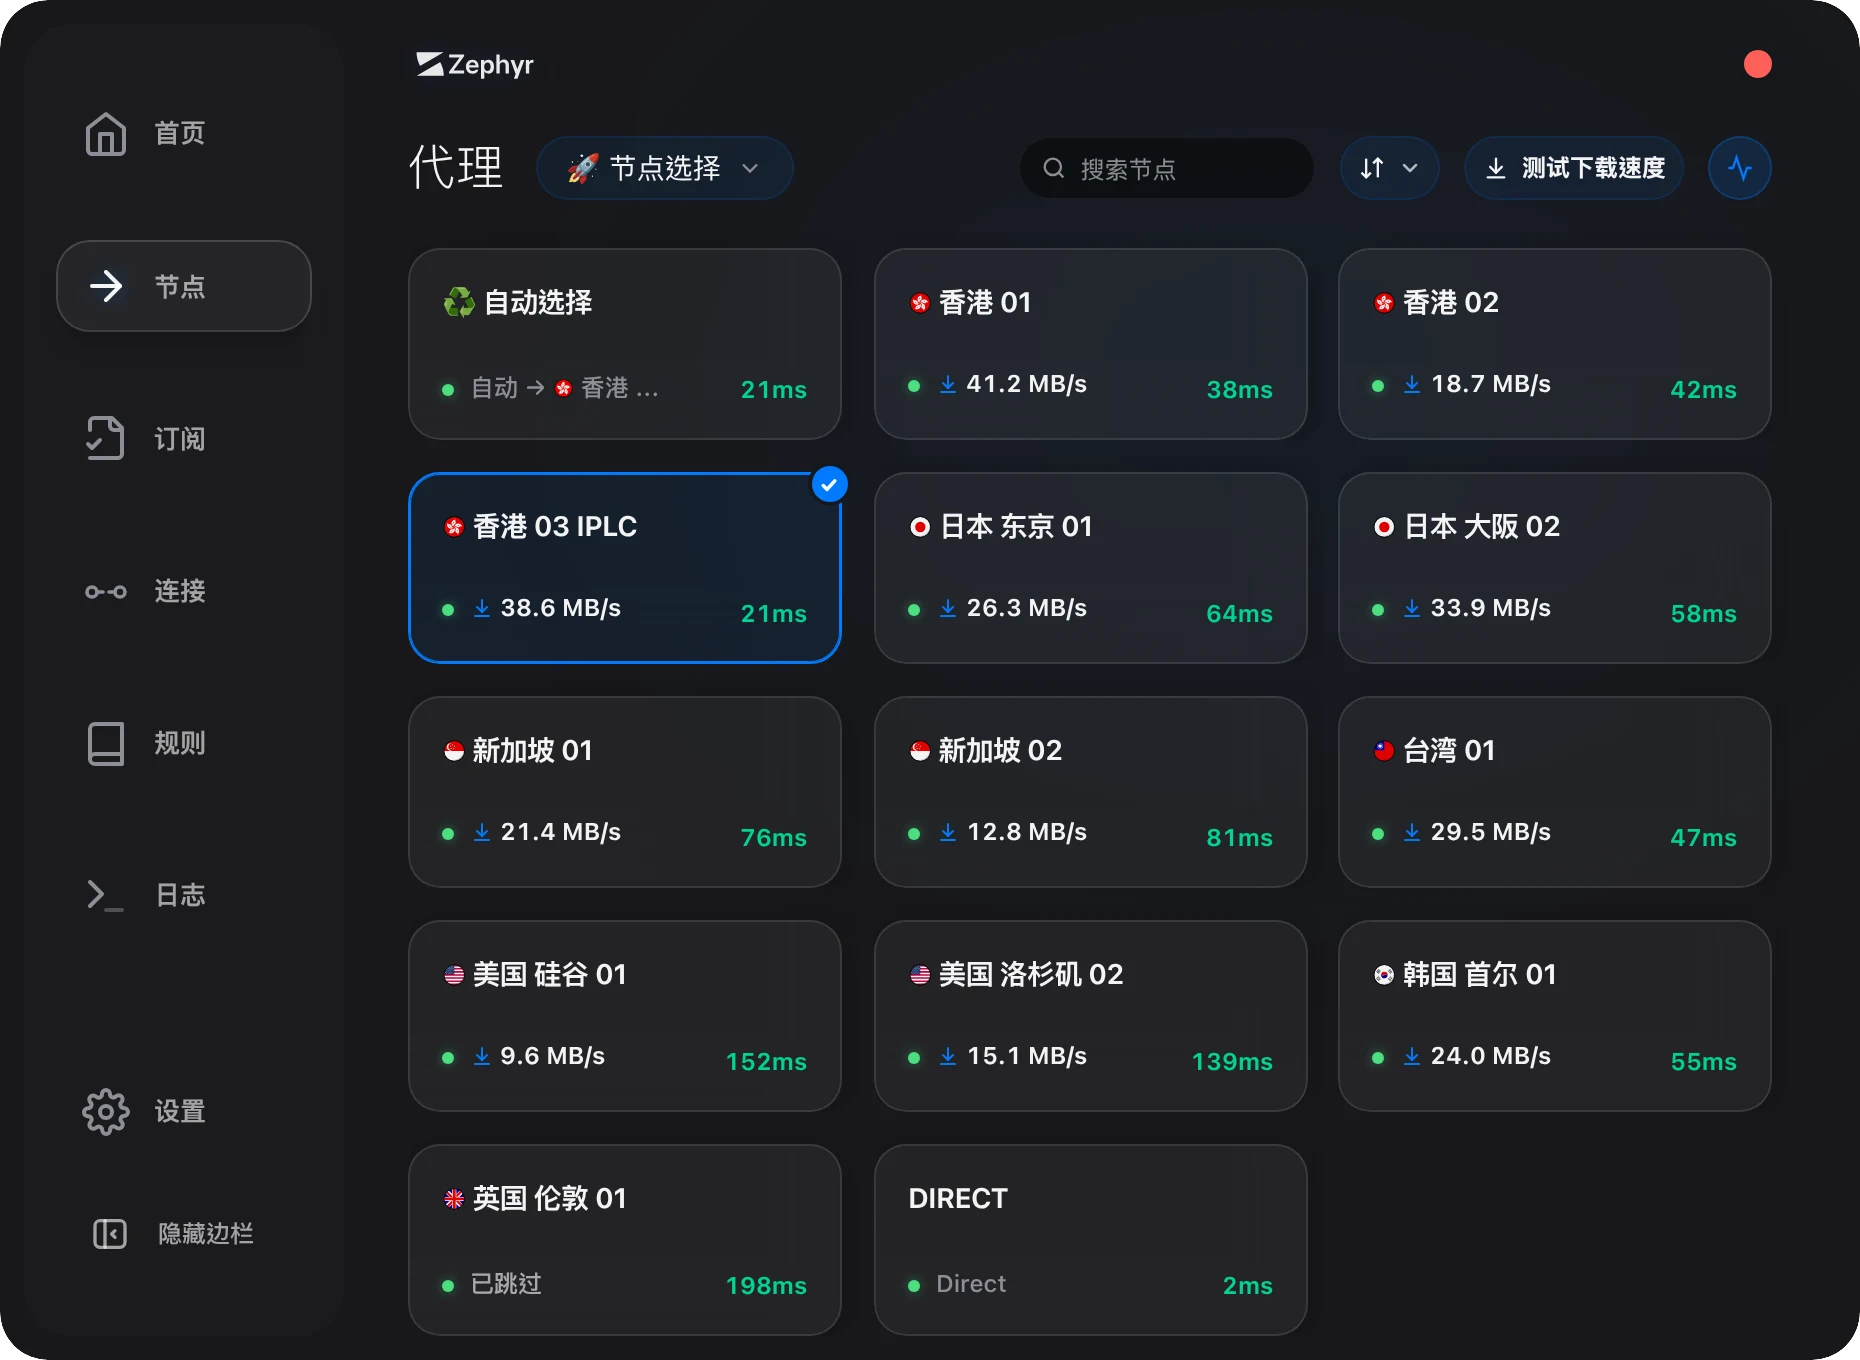 Zephyr
首页
节点
订阅
连接
规则
日志
设置
隐藏边栏
代理
🚀 节点选择
搜索节点
测试下载速度
♻️ 自动选择
自动 → 🇭🇰 香港 ...
21ms
🇭🇰 香港 01
41.2 MB/s
38ms
🇭🇰 香港 02
18.7 MB/s
42ms
🇭🇰 香港 03 IPLC
38.6 MB/s
21ms
🇯🇵 日本 东京 01
26.3 MB/s
64ms
🇯🇵 日本 大阪 02
33.9 MB/s
58ms
🇸🇬 新加坡 01
21.4 MB/s
76ms
🇸🇬 新加坡 02
12.8 MB/s
81ms
🇹🇼 台湾 01
29.5 MB/s
47ms
🇺🇸 美国 硅谷 01
9.6 MB/s
152ms
🇺🇸 美国 洛杉矶 02
15.1 MB/s
139ms
🇰🇷 韩国 首尔 01
24.0 MB/s
55ms
🇬🇧 英国 伦敦 01
已跳过
198ms
DIRECT
Direct
2ms